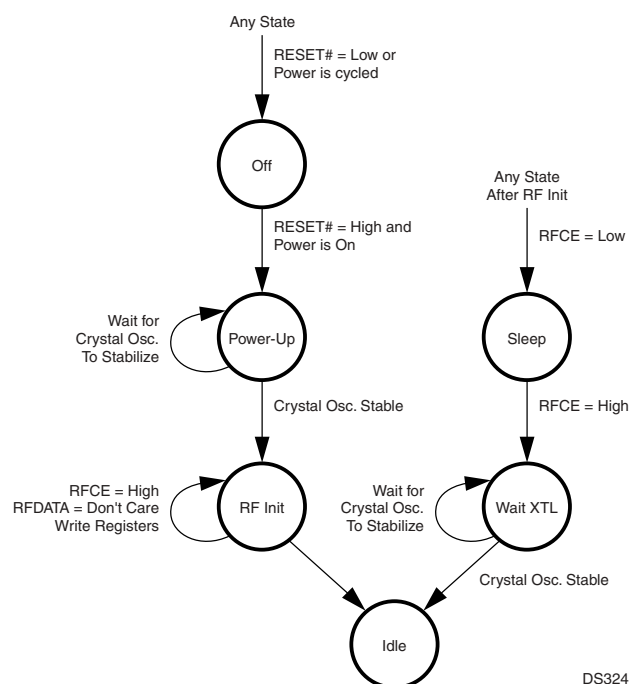 Any State
RESET# = Low or
Power is cycled
Off
RESET# = High and
Power is On
Wait for
Crystal Osc.
To Stabilize
Power-Up
Crystal Osc. Stable
RFCE = High
RFDATA = Don't Care
Write Registers
RF Init
Any State
After RF Init
RFCE = Low
Sleep
RFCE = High
Wait for
Crystal Osc.
To Stabilize
Wait XTL
Crystal Osc. Stable
Idle
DS324